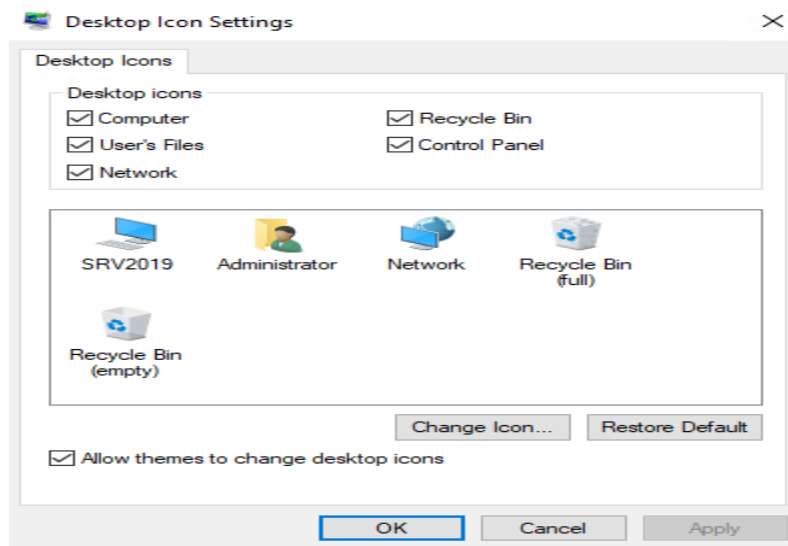 Desktop Icon Settings
Desktop Icons
Desktop icons
Computer
Recycle Bin
User's Files
Control Panel
Network
SRV2019
Administrator
Network
Recycle Bin
(full)
Recycle Bin
(empty)
Change Icon...
Restore Default
Allow themes to change desktop icons
OK
Cancel
Apply